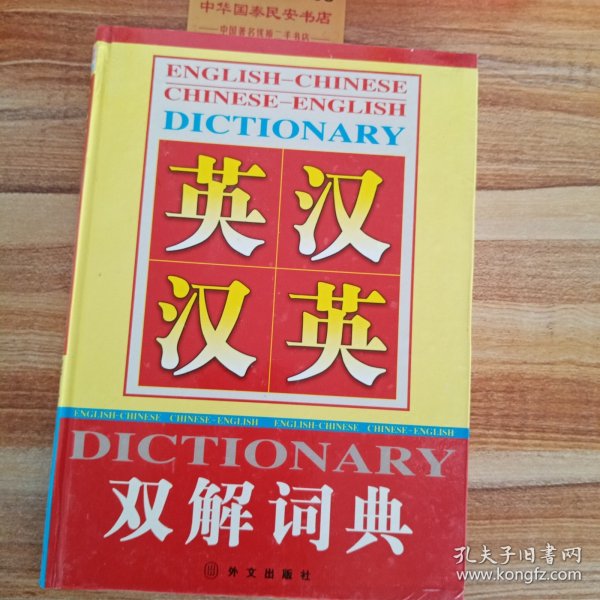 中华国泰民安书店
中国著名优秀二手书店
ENGLISH-CHINESE
CHINESE-ENGLISH
DICTIONARY
英汉
汉英
ENGLISH-CHINESE CHINESE-ENGLISH ENGLISH-CHINESE CHINESE-ENGLISH
DICTIONARY
双解词典
外文出版社
孔夫子旧书网
www.kongfz.com